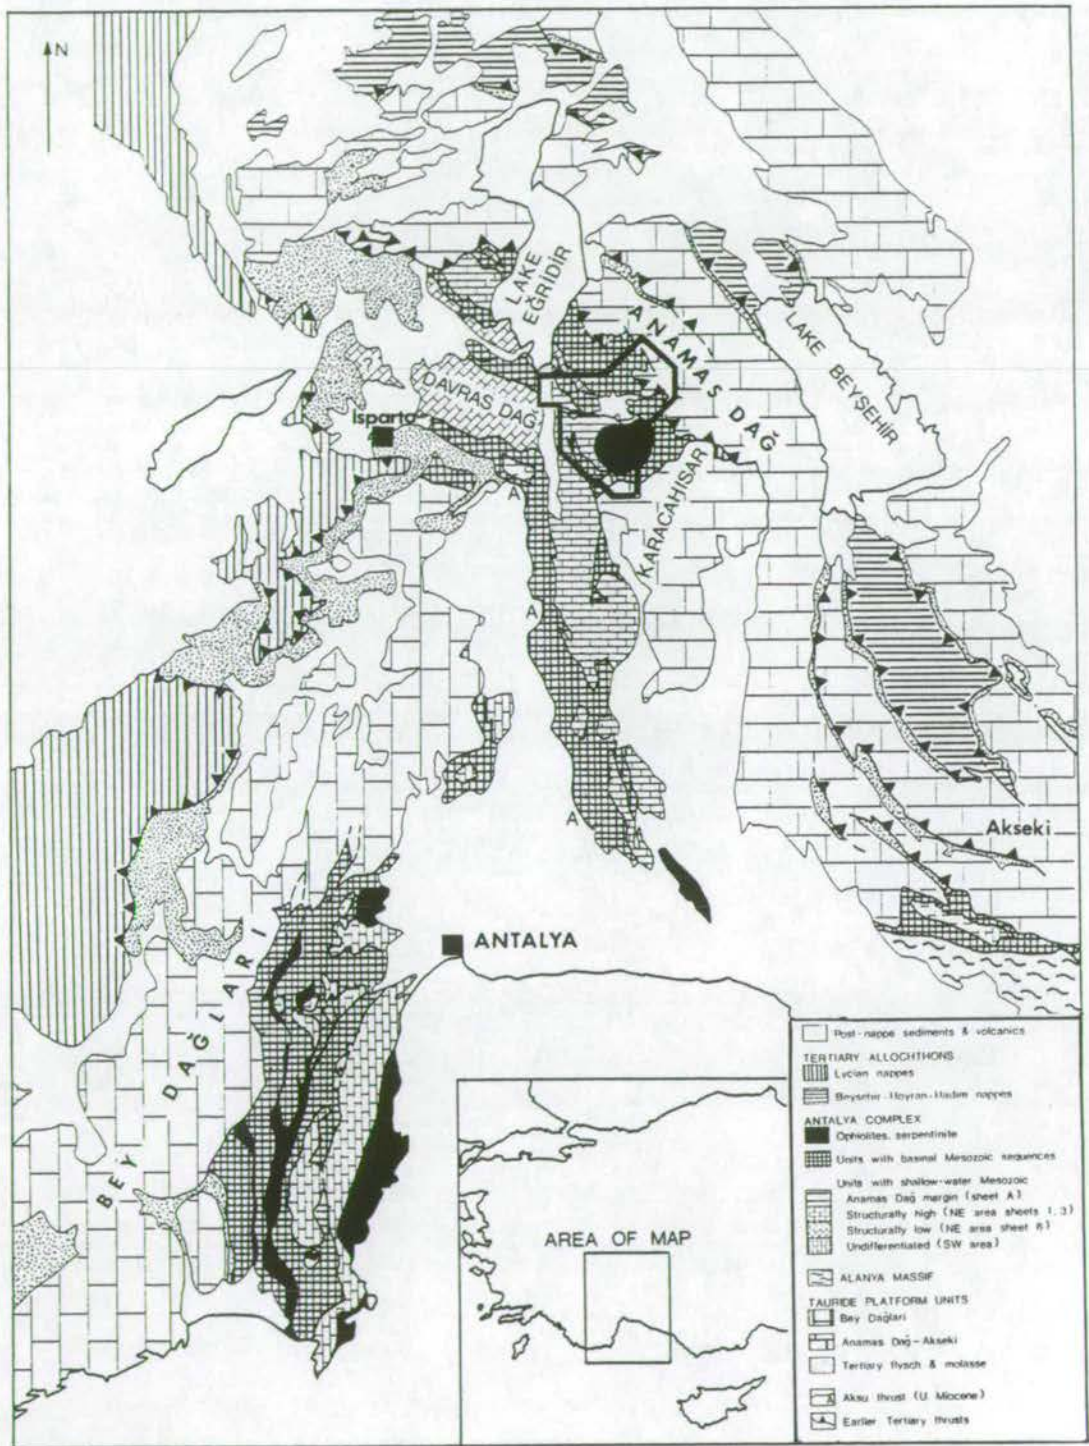 N
LAKE
EĞRİDİR
ANAMAS DAĞ
LAKE BEYŞEHİR
DAVRAS DAĞ
Isparta
KARACAHISAR
A
A
A
Akseki
ANTALYA
BEY DAĞLARI
AREA OF MAP
Post-nappe sediments & volcanics
TERTIARY ALLOCHTHONS
Lycian nappes
Beyşehir-Hoyran-Hadim nappes
ANTALYA COMPLEX
Ophiolites, serpentinite
Units with basinal Mesozoic sequences
Units with shallow-water Mesozoic
Anamas Dağ margin (sheet A)
Structurally high (NE area sheets 1, 3)
Structurally low (NE area sheet 6)
Undifferentiated (SW area)
ALANYA MASSIF
TAURIDE PLATFORM UNITS
Bey Dağlari
Anamas Dağ-Akseki
Tertiary flysch & molasse
A
Aksu thrust (U. Miocene)
Earlier Tertiary thrusts